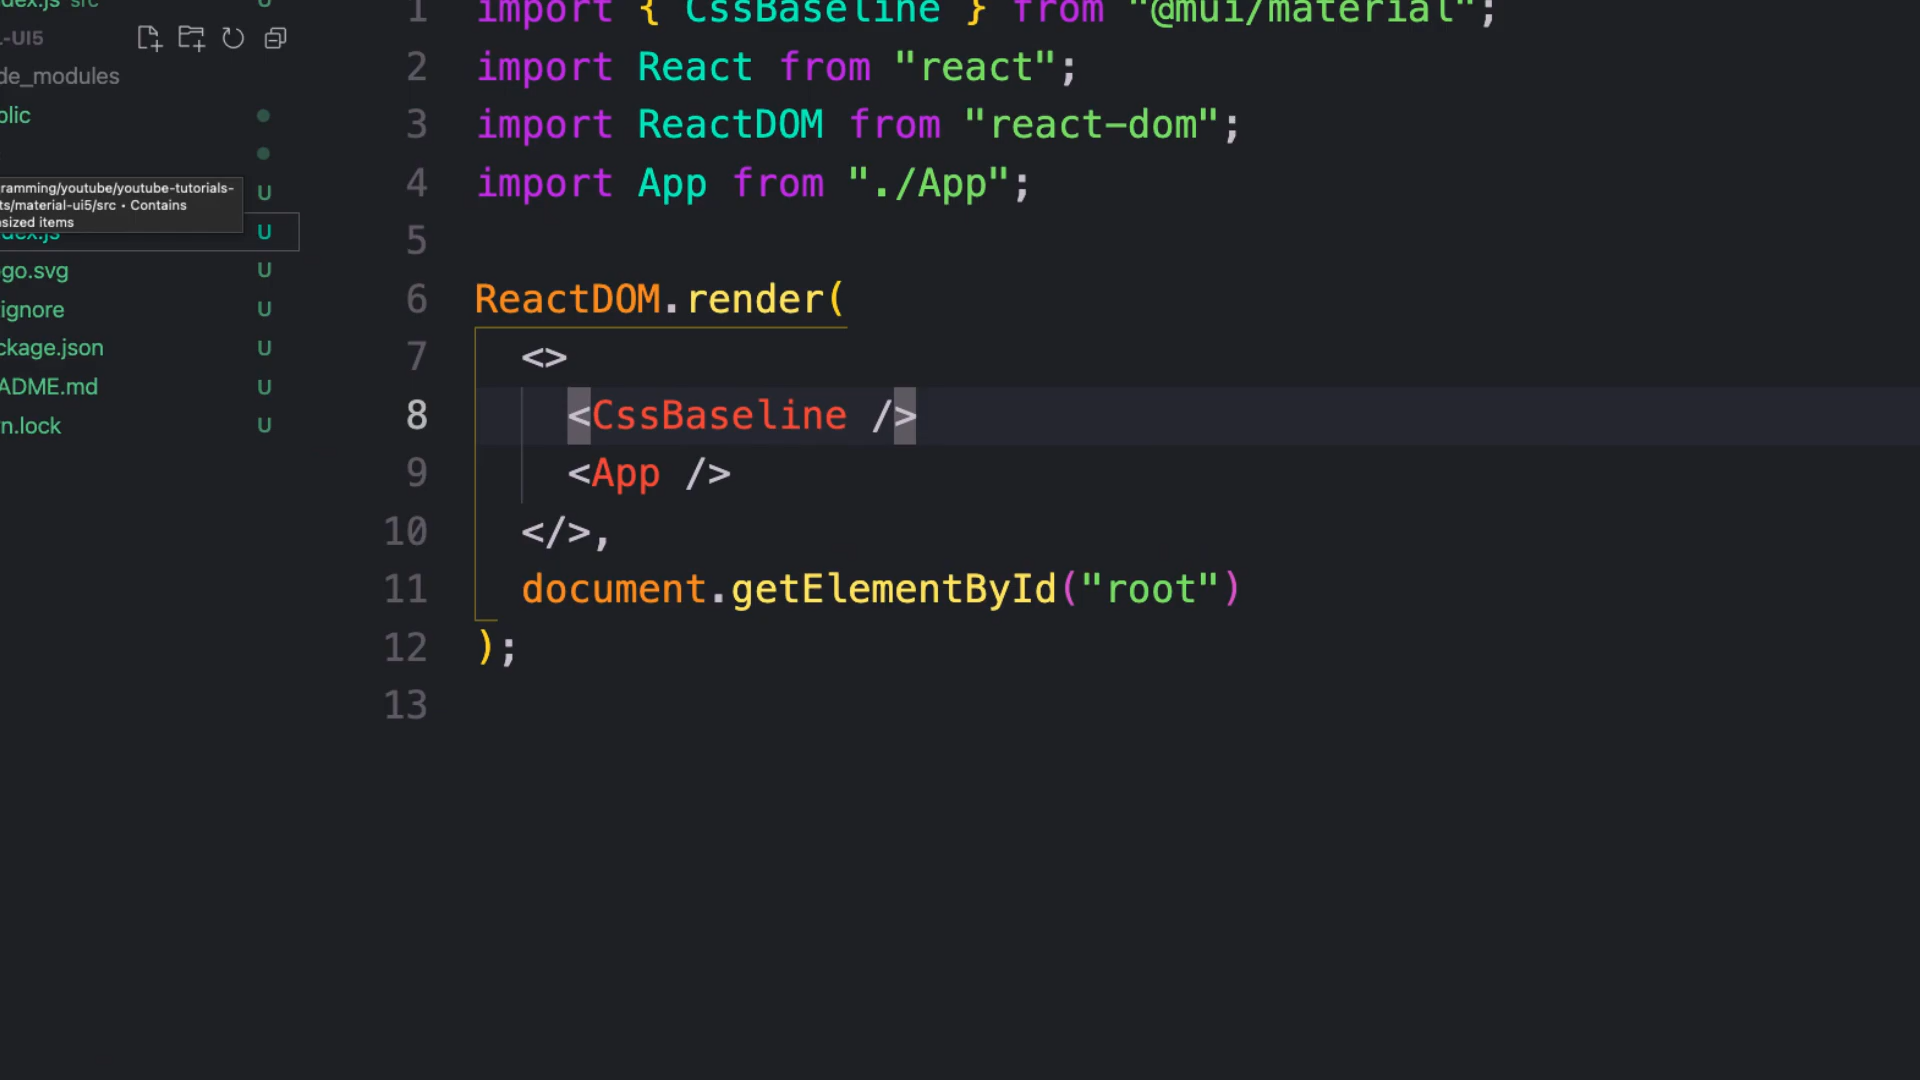 dex.js src U
-UI5
de_modules
blic
ramming/youtube/youtube-tutorials-
ts/material-ui5/src • Contains
sized items
U
dex.js U
go.svg U
ignore U
ckage.json U
ADME.md U
n.lock U
1 import { CssBaseline } from "@mui/material";
2 import React from "react";
3 import ReactDOM from "react-dom";
4 import App from "./App";
5
6 ReactDOM.render(
7 <>
8 <CssBaseline />
9 <App />
10 </>,
11 document.getElementById("root")
12 );
13